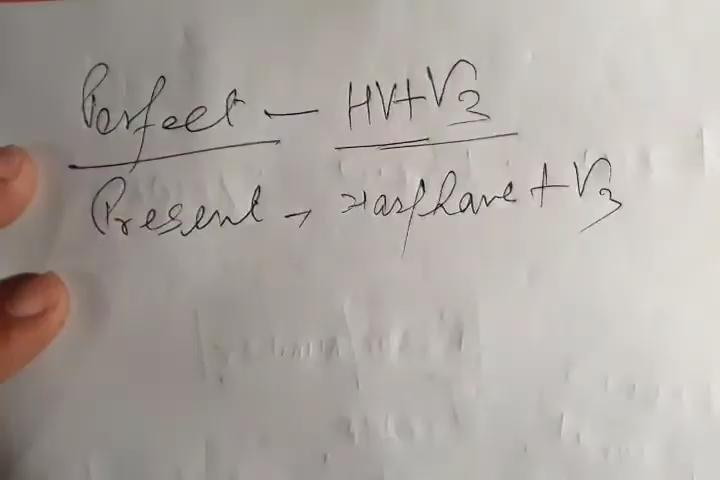 Perfect – HV+V3
Present → Has/have + V3